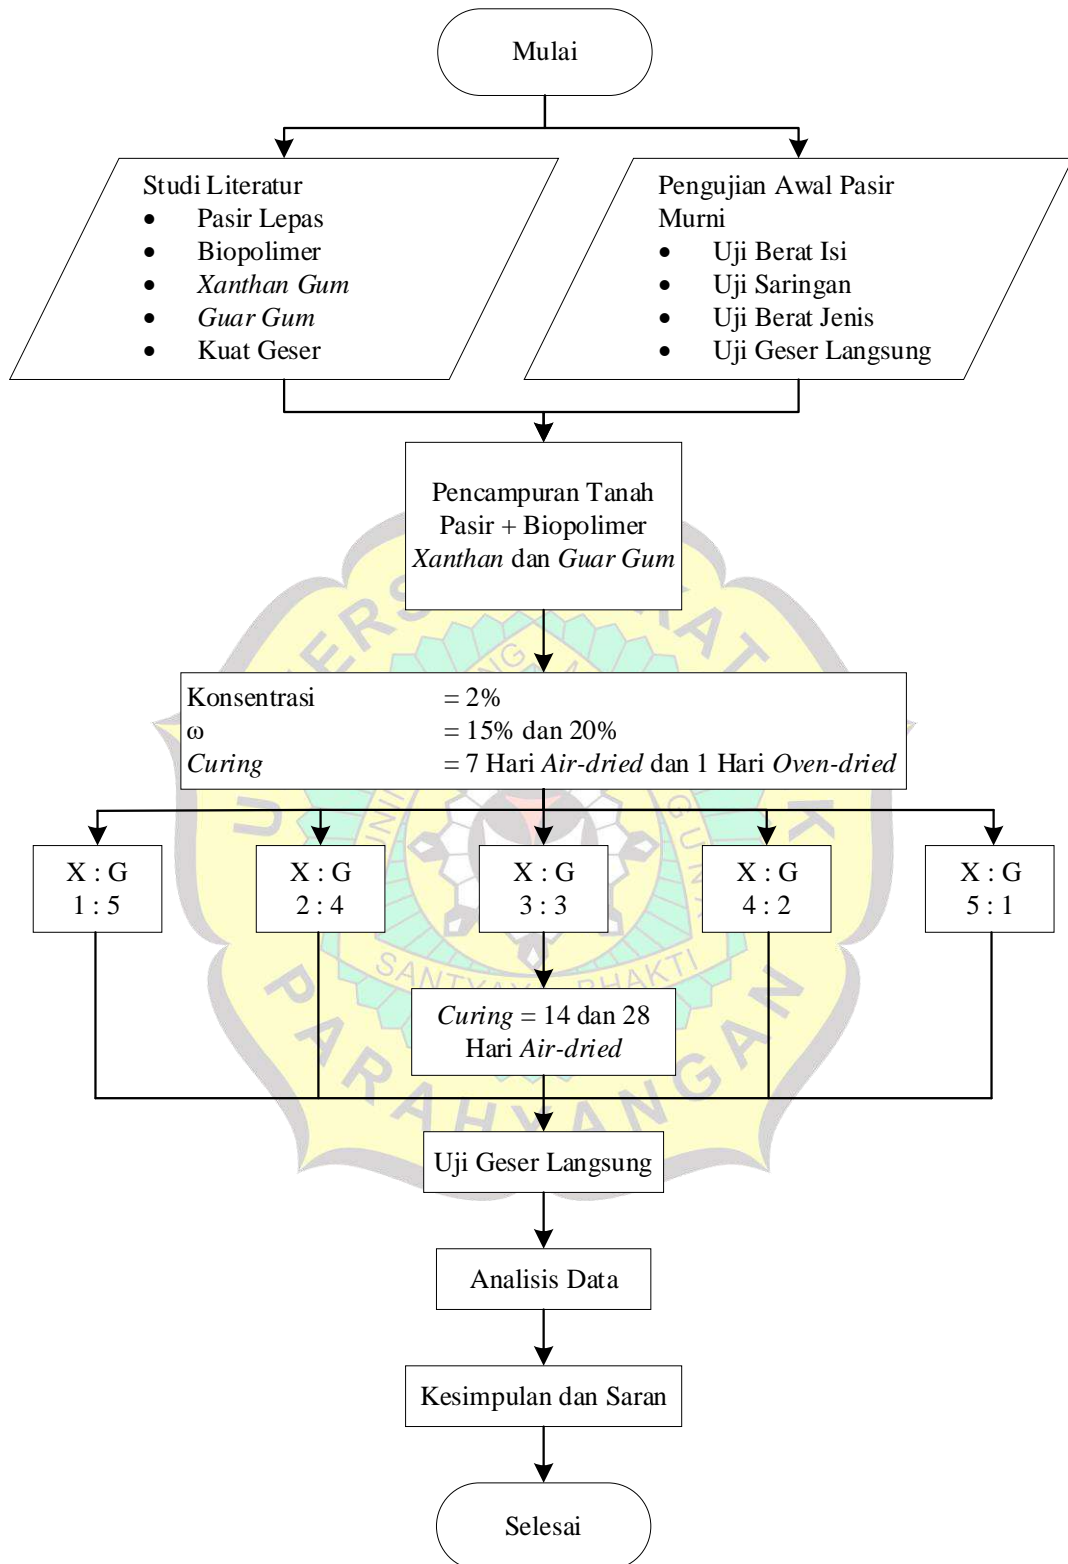 Mulai
Studi Literatur
• Pasir Lepas
• Biopolimer
• Xanthan Gum
• Guar Gum
• Kuat Geser
Pengujian Awal Pasir
Murni
• Uji Berat Isi
• Uji Saringan
• Uji Berat Jenis
• Uji Geser Langsung
Pencampuran Tanah
Pasir + Biopolimer
Xanthan dan Guar Gum
Konsentrasi = 2%
ω = 15% dan 20%
Curing = 7 Hari Air-dried dan 1 Hari Oven-dried
X : G
1 : 5
X : G
2 : 4
X : G
3 : 3
X : G
4 : 2
X : G
5 : 1
Curing = 14 dan 28
Hari Air-dried
Uji Geser Langsung
Analisis Data
Kesimpulan dan Saran
Selesai
PARAHYANGAN